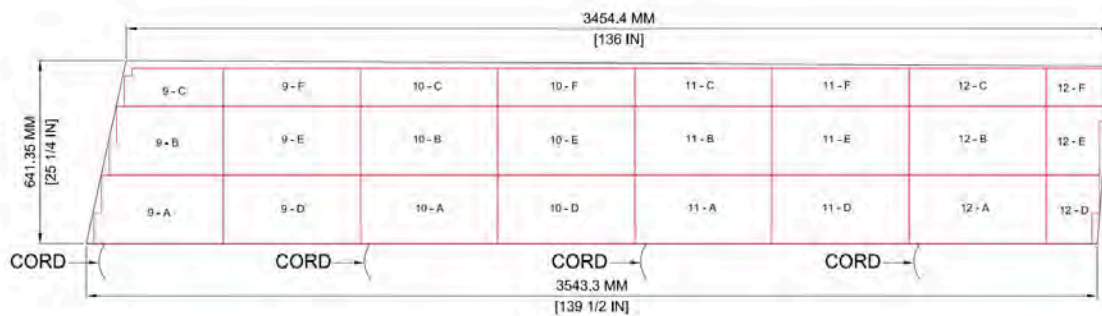 3454.4 MM
[136 IN]
9 - C 9 - F 10 - C 10 - F 11 - C 11 - F 12 - C 12 - F
641.35 MM
[25 1/4 IN]
9 - B 9 - E 10 - B 10 - E 11 - B 11 - E 12 - B 12 - E
9 - A 9 - D 10 - A 10 - D 11 - A 11 - D 12 - A 12 - D
CORD CORD CORD CORD
3543.3 MM
[139 1/2 IN]